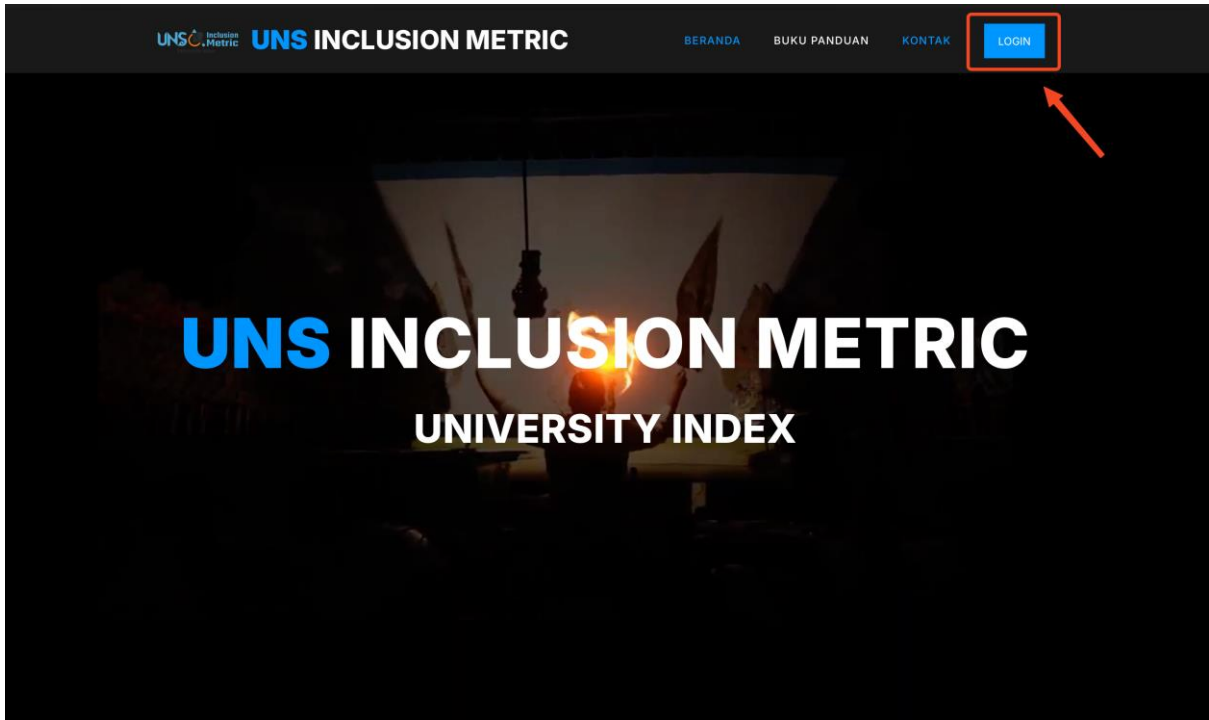 UNS Inclusion Metric
UNS INCLUSION METRIC
BERANDA
BUKU PANDUAN
KONTAK
LOGIN
UNS INCLUSION METRIC
UNIVERSITY INDEX